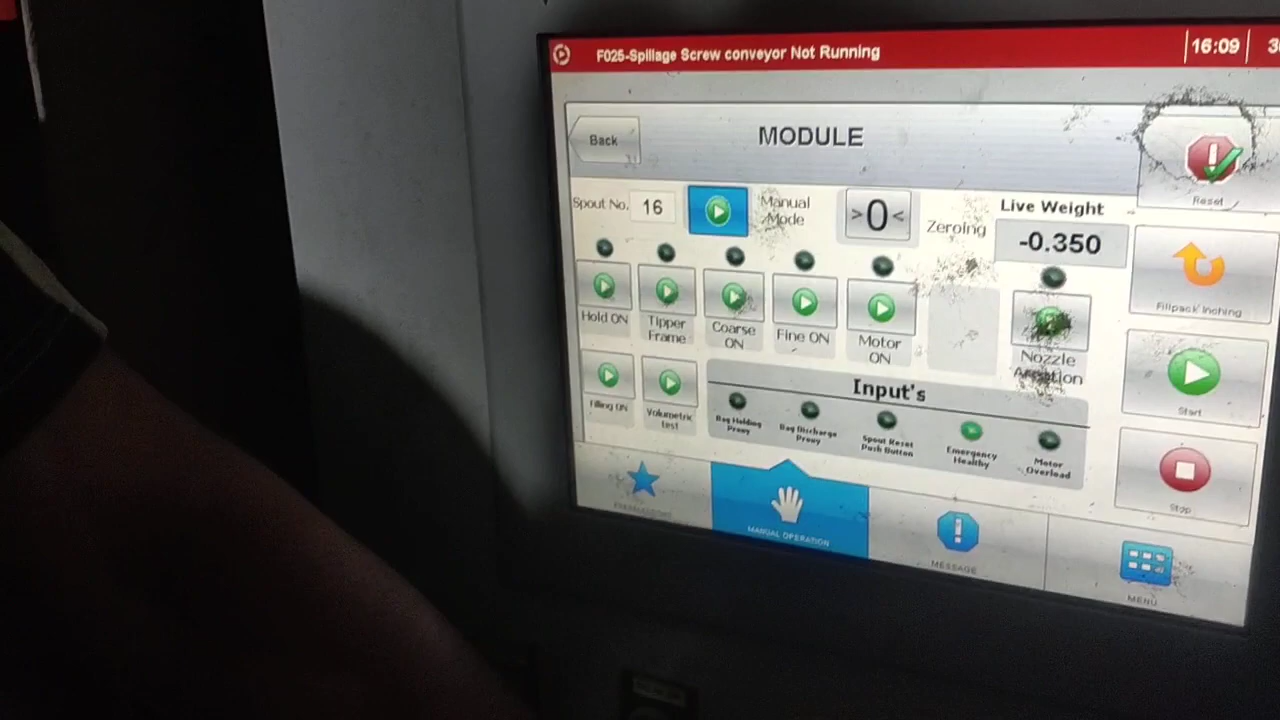 F025-Spillage Screw conveyor Not Running
16:09
Back
MODULE
Reset
Spout No. 16
Manual Mode
>0<
Zeroing
Live Weight
-0.350
Hold ON
Tipper Frame
Coarse ON
Fine ON
Motor ON
Nozzle
Fillpack Inching
Filling ON
Volumetric test
Input's
Bag Holding Proxy
Bag Discharge Proxy
Spout Reset Push Button
Emergency Healthy
Motor Overload
Start
Stop
MANUAL OPERATION
MESSAGE
MENU